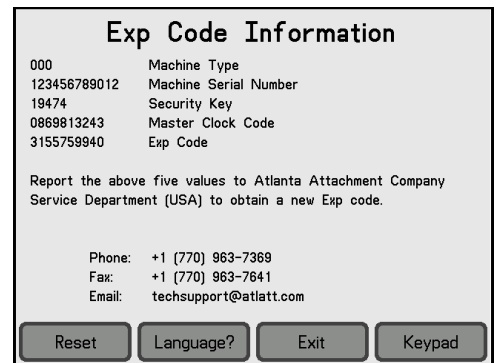 Exp Code Information
000 Machine Type
123456789012 Machine Serial Number
19474 Security Key
0869813243 Master Clock Code
3155759940 Exp Code
Report the above five values to Atlanta Attachment Company
Service Department (USA) to obtain a new Exp code.
Phone: +1 (770) 963-7369
Fax: +1 (770) 963-7641
Email: techsupport@atlatt.com
Reset Language? Exit Keypad